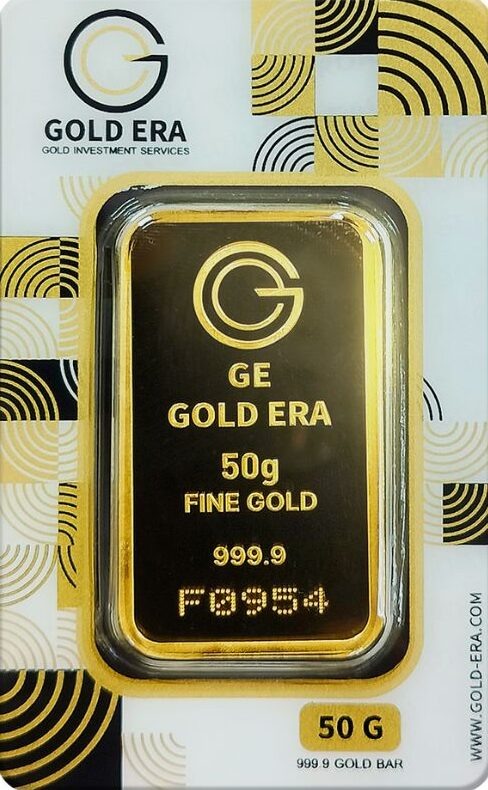 GOLD ERA
GOLD INVESTMENT SERVICES
GE
GOLD ERA
50g
FINE GOLD
999.9
F0954
50 G
999.9 GOLD BAR
WWW.GOLD-ERA.COM